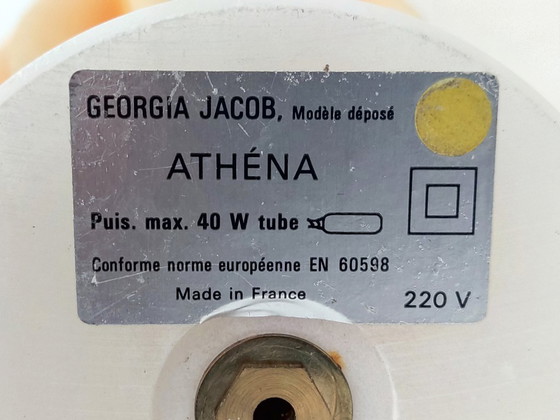 GEORGIA JACOB, Modèle déposé
ATHÉNA
Puis. max. 40 W tube
Conforme norme européenne EN 60598
Made in France
220 V